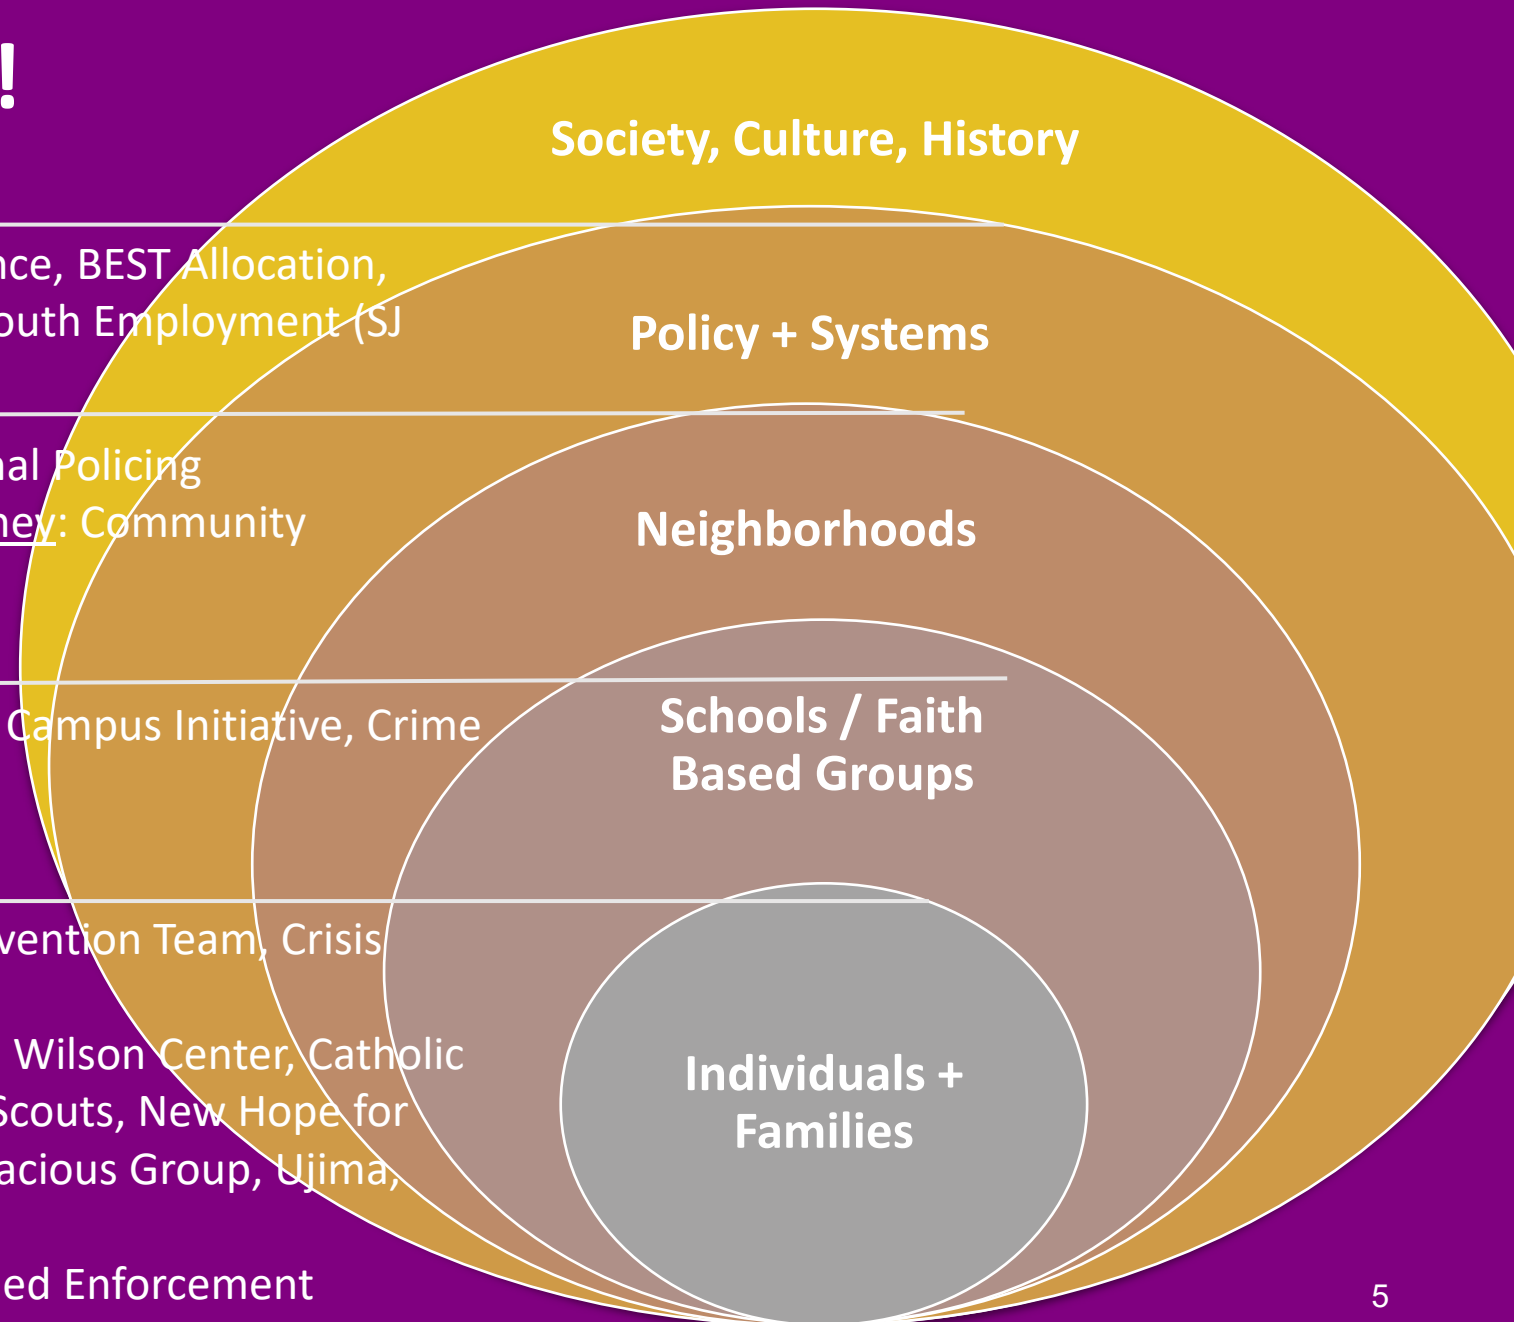 !
Society, Culture, History
nce, BEST Allocation,
outh Employment (SJ
Policy + Systems
nal Policing
ney: Community
Neighborhoods
Campus Initiative, Crime
Schools / Faith
Based Groups
vention Team, Crisis
Wilson Center, Catholic
Scouts, New Hope for
acious Group, Ujima,
Individuals +
Families
ed Enforcement
5